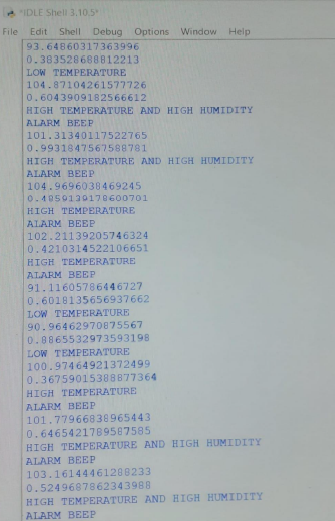 *IDLE Shell 3.10.5*
File Edit Shell Debug Options Window Help
93.64860317363996
0.383528688812213
LOW TEMPERATURE
104.87104261577726
0.6043909182566612
HIGH TEMPERATURE AND HIGH HUMIDITY
ALARM BEEP
101.31340117522765
0.9931847567588781
HIGH TEMPERATURE AND HIGH HUMIDITY
ALARM BEEP
104.9696038469245
0.4859139178600701
HIGH TEMPERATURE
ALARM BEEP
102.21139205746324
0.4210314522106651
HIGH TEMPERATURE
ALARM BEEP
91.11605786446727
0.6018135656937662
LOW TEMPERATURE
90.96462970875567
0.8865532973593198
LOW TEMPERATURE
100.97464921372499
0.36759015388877364
HIGH TEMPERATURE
ALARM BEEP
101.77966838965443
0.6465421789587585
HIGH TEMPERATURE AND HIGH HUMIDITY
ALARM BEEP
103.16144461288233
0.5249687862343988
HIGH TEMPERATURE AND HIGH HUMIDITY
ALARM BEEP